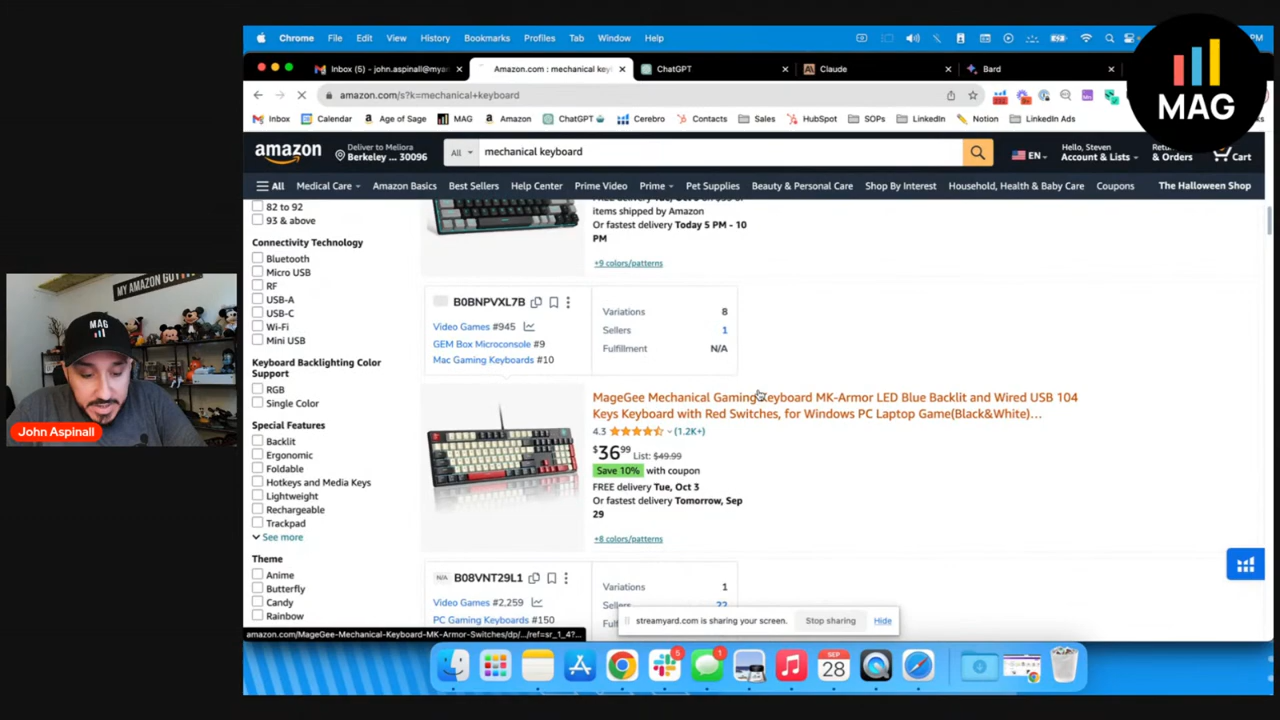 Chrome File Edit View History Bookmarks Profiles Tab Window Help
Inbox (5) - john.aspinall@mya
Amazon.com : mechanical key
ChatGPT
Claude
Bard
amazon.com/s?k=mechanical+keyboard
Inbox Calendar Age of Sage MAG Amazon ChatGPT Cerebro Contacts Sales HubSpot SOPs LinkedIn Notion LinkedIn Ads
MAG
amazon
Deliver to Meliora
Berkeley ... 30096
All
mechanical keyboard
EN
Hello, Steven
Account & Lists
& Orders
Cart
All Medical Care Amazon Basics Best Sellers Help Center Prime Video Prime Pet Supplies Beauty & Personal Care Shop By Interest Household, Health & Baby Care Coupons The Halloween Shop
82 to 92
93 & above
Connectivity Technology
Bluetooth
Micro USB
RF
USB-A
USB-C
Wi-Fi
Mini USB
Keyboard Backlighting Color
Support
RGB
Single Color
Special Features
Backlit
Ergonomic
Foldable
Hotkeys and Media Keys
Lightweight
Rechargeable
Trackpad
See more
Theme
Anime
Butterfly
Candy
Rainbow
items shipped by Amazon
Or fastest delivery Today 5 PM - 10
PM
+9 colors/patterns
B0BNPVXL7B
Video Games #945
GEM Box Microconsole #9
Mac Gaming Keyboards #10
Variations 8
Sellers 1
Fulfillment N/A
MageGee Mechanical Gaming Keyboard MK-Armor LED Blue Backlit and Wired USB 104
Keys Keyboard with Red Switches, for Windows PC Laptop Game(Black&White)...
4.3 (1.2K+)
$36.99 List: $49.99
Save 10% with coupon
FREE delivery Tue, Oct 3
Or fastest delivery Tomorrow, Sep
29
+8 colors/patterns
N/A B08VNT29L1
Video Games #2,259
PC Gaming Keyboards #150
Variations 1
Sellers 22
amazon.com/MageGee-Mechanical-Keyboard-MK-Armor-Switches/dp/.../ref=sr_1_4?...
streamyard.com is sharing your screen. Stop sharing Hide
SEP
28
6
1
MY AMAZON GUY
MAG
John Aspinall